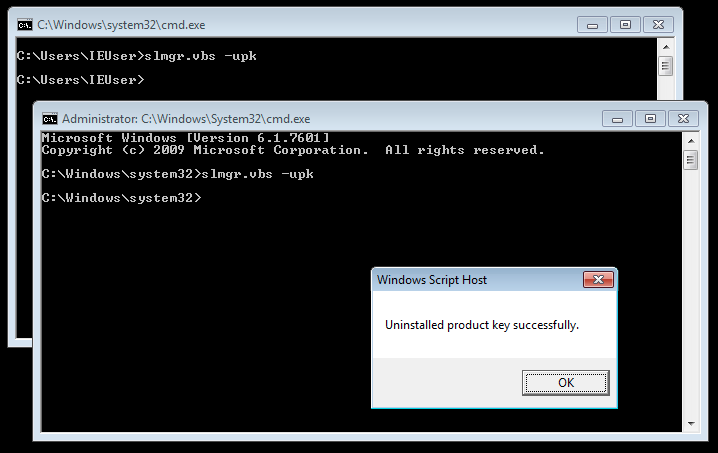 C:\Windows\system32\cmd.exe
C:\Users\IEUser>slmgr.vbs -upk
C:\Users\IEUser>
Administrator: C:\Windows\System32\cmd.exe
Microsoft Windows [Version 6.1.7601]
Copyright (c) 2009 Microsoft Corporation.  All rights reserved.
C:\Windows\system32>slmgr.vbs -upk
C:\Windows\system32>
Windows Script Host
Uninstalled product key successfully.
OK